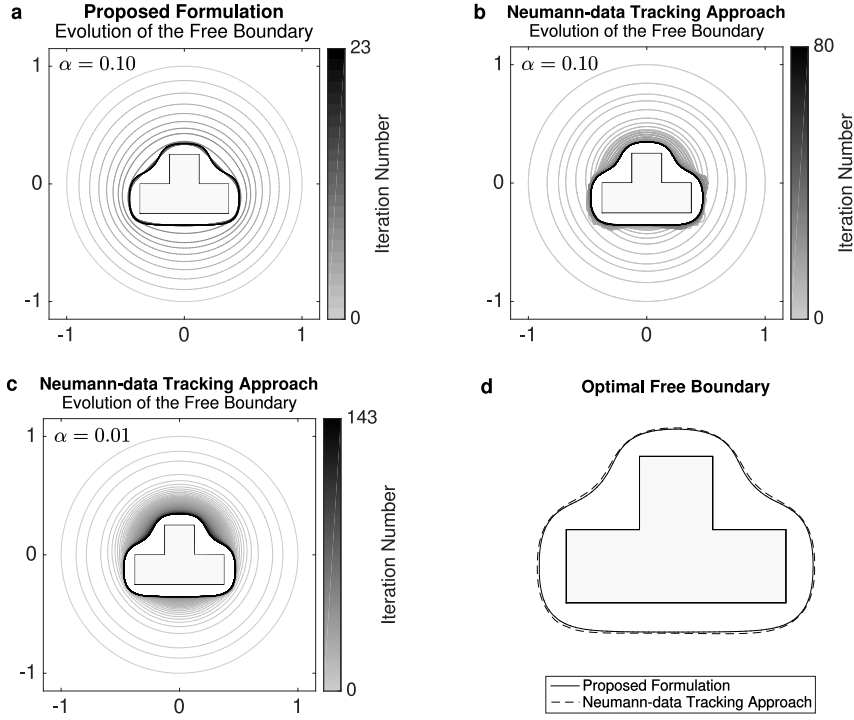 a
Proposed Formulation
Evolution of the Free Boundary
α = 0.10
1
0
-1
-1
0
1
23
0
Iteration Number
b
Neumann-data Tracking Approach
Evolution of the Free Boundary
α = 0.10
1
0
-1
-1
0
1
80
0
Iteration Number
c
Neumann-data Tracking Approach
Evolution of the Free Boundary
α = 0.01
1
0
-1
-1
0
1
143
0
Iteration Number
d
Optimal Free Boundary
Proposed Formulation
Neumann-data Tracking Approach